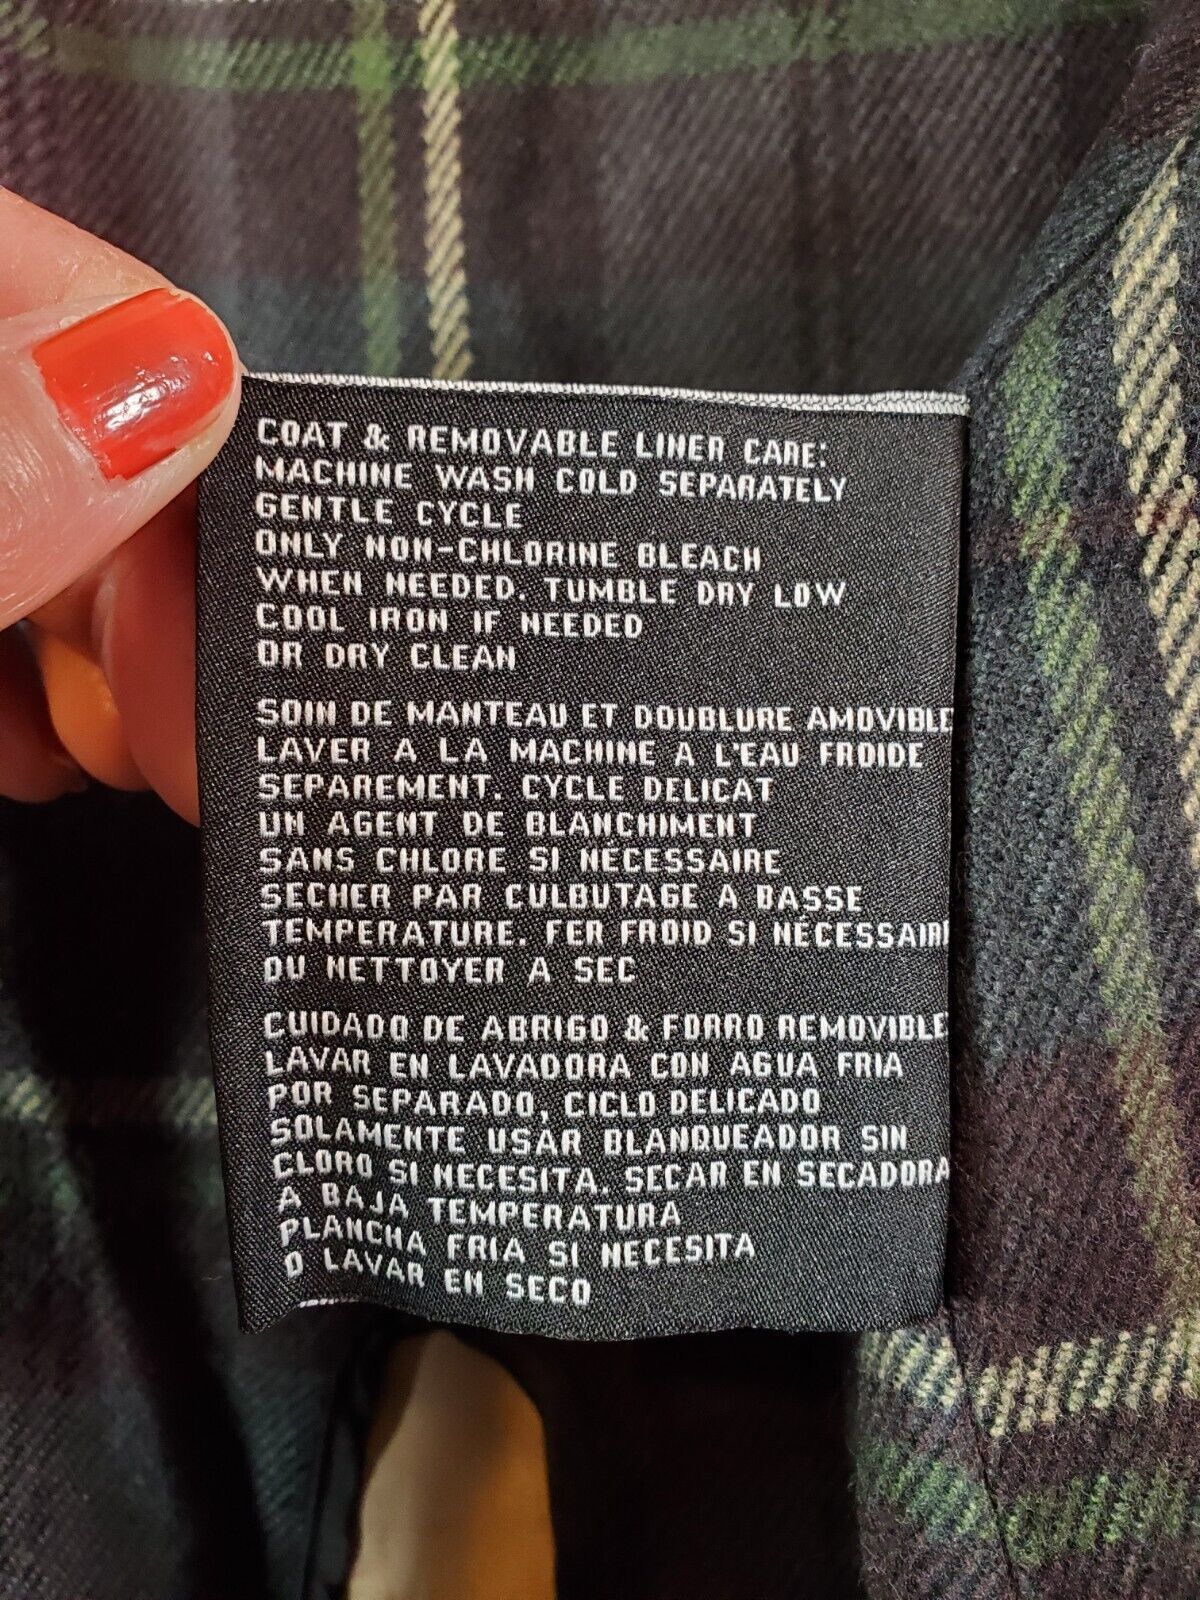 COAT & REMOVABLE LINER CARE:
MACHINE WASH COLD SEPARATELY
GENTLE CYCLE
ONLY NON-CHLORINE BLEACH
WHEN NEEDED. TUMBLE DRY LOW
COOL IRON IF NEEDED
OR DRY CLEAN
SOIN DE MANTEAU ET DOUBLURE AMOVIBLE
LAVER A LA MACHINE A L'EAU FROIDE
SEPAREMENT. CYCLE DELICAT
UN AGENT DE BLANCHIMENT
SANS CHLORE SI NÉCESSAIRE
SECHER PAR CULBUTAGE A BASSE
TEMPERATURE. FER FROID SI NÉCESSAIR
OU NETTOYER A SEC
CUIDADO DE ABRIGO & FORRO REMOVIBLE:
LAVAR EN LAVADORA CON AGUA FRIA
POR SEPARADO, CICLO DELICADO
SOLAMENTE USAR BLANQUEADOR SIN
CLORO SI NECESITA. SECAR EN SECADORA
A BAJA TEMPERATURA
PLANCHA FRIA SI NECESITA
O LAVAR EN SECO